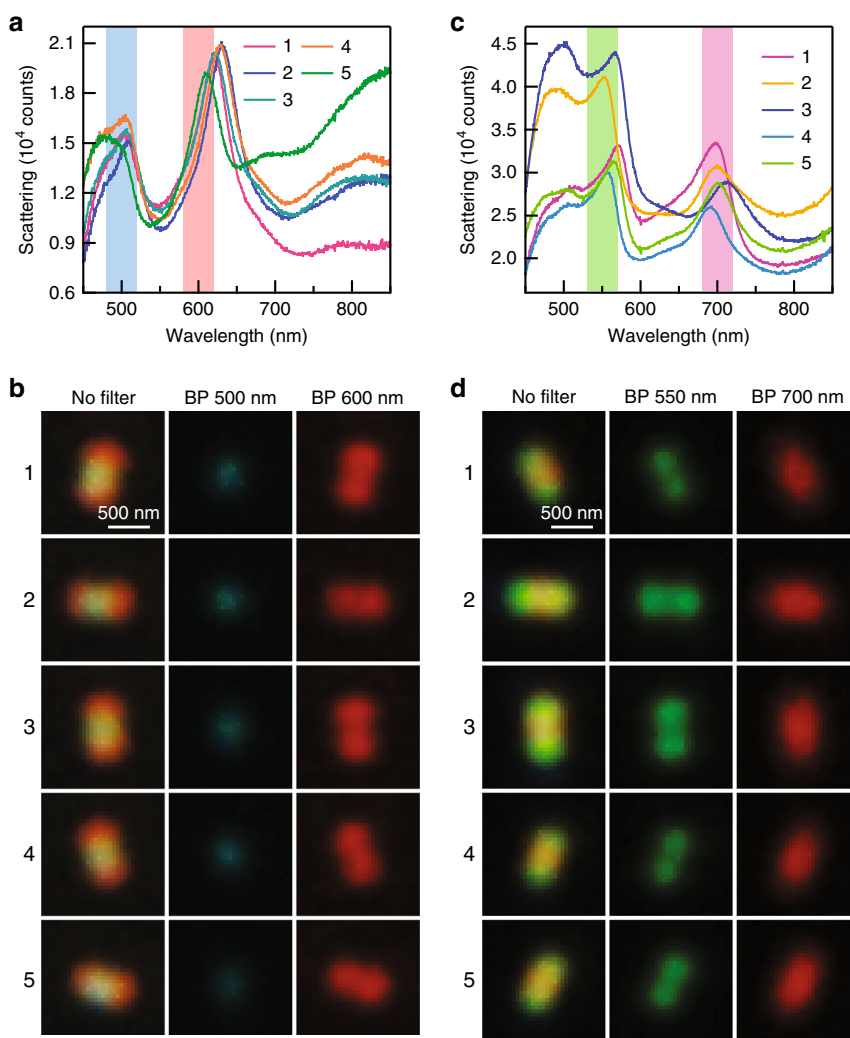 a
2.1
1.8
1.5
1.2
0.9
0.6
Scattering (10⁴ counts)
1 4
2 5
3
500 600 700 800
Wavelength (nm)
c
4.5
4.0
3.5
3.0
2.5
2.0
Scattering (10⁴ counts)
1
2
3
4
5
500 600 700 800
Wavelength (nm)
b
No filter BP 500 nm BP 600 nm
1
500 nm
2
3
4
5
d
No filter BP 550 nm BP 700 nm
1
500 nm
2
3
4
5